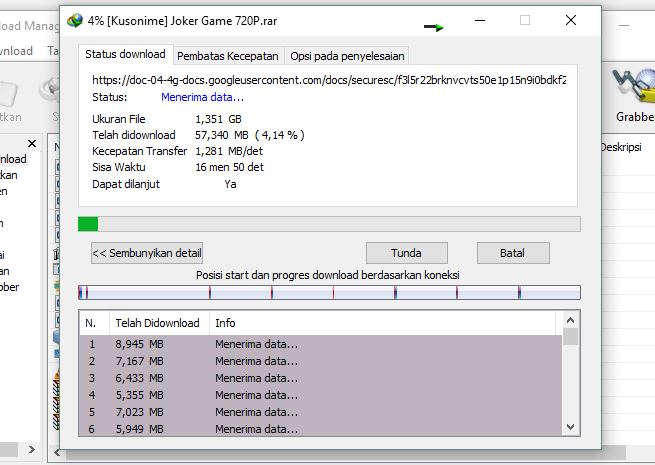 4% [Kusonime] Joker Game 720P.rar
load Manag
wnload Ta
tkan
Grabbe
Status download
Pembatas Kecepatan
Opsi pada penyelesaian
https://doc-04-4g-docs.googleusercontent.com/docs/securesc/f3l5r22brknvcvts50e1p15n9i0bdkf2
Status: Menerima data...
Ukuran File 1,351 GB
Telah didownload 57,340 MB ( 4,14 % )
Kecepatan Transfer 1,281 MB/det
Sisa Waktu 16 men 50 det
Dapat dilanjut Ya
<< Sembunyikan detail
Tunda
Batal
Posisi start dan progres download berdasarkan koneksi
N. Telah Didownload Info
1 8,945 MB Menerima data...
2 7,167 MB Menerima data...
3 6,433 MB Menerima data...
4 5,355 MB Menerima data...
5 7,023 MB Menerima data...
6 5,949 MB Menerima data...
wnload
kan
en
ai
an
bber
Deskripsi